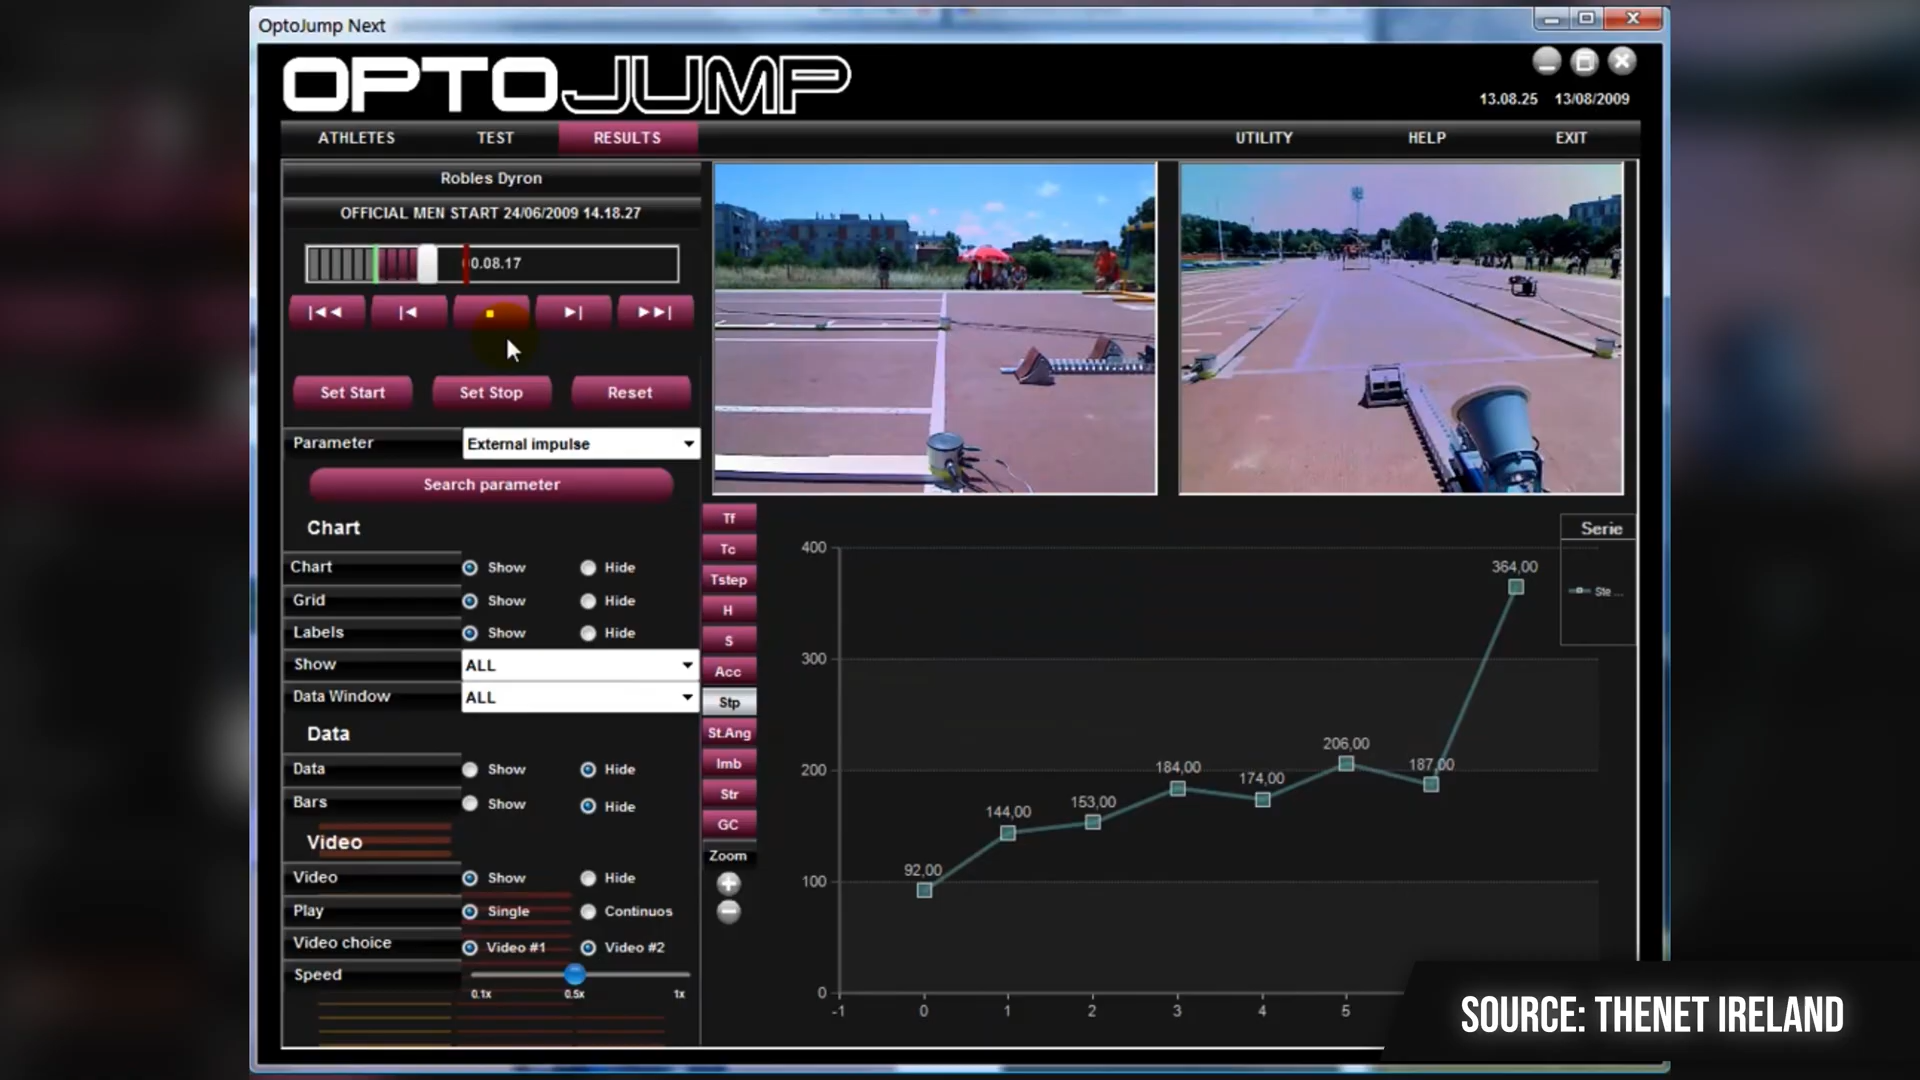 OptoJump Next
OPTOJUMP
13.08.25 13/08/2009
ATHLETES TEST RESULTS UTILITY HELP EXIT
Robles Dyron
OFFICIAL MEN START 24/06/2009 14.18.27
0.08.17
Set Start Set Stop Reset
Parameter External impulse
Search parameter
Chart
Chart Show Hide
Grid Show Hide
Labels Show Hide
Show ALL
Data Window ALL
Data
Data Show Hide
Bars Show Hide
Video
Video Show Hide
Play Single Continuos
Video choice Video #1 Video #2
Speed
0.1x 0.5x 1x
Tf
Tc
Tstep
H
S
Acc
Stp
St.Ang
Imb
Str
GC
Zoom
Serie
Ste ...
400
300
200
100
0
92,00
144,00
153,00
184,00
174,00
206,00
187,00
364,00
-1 0 1 2 3 4 5
SOURCE: THENET IRELAND